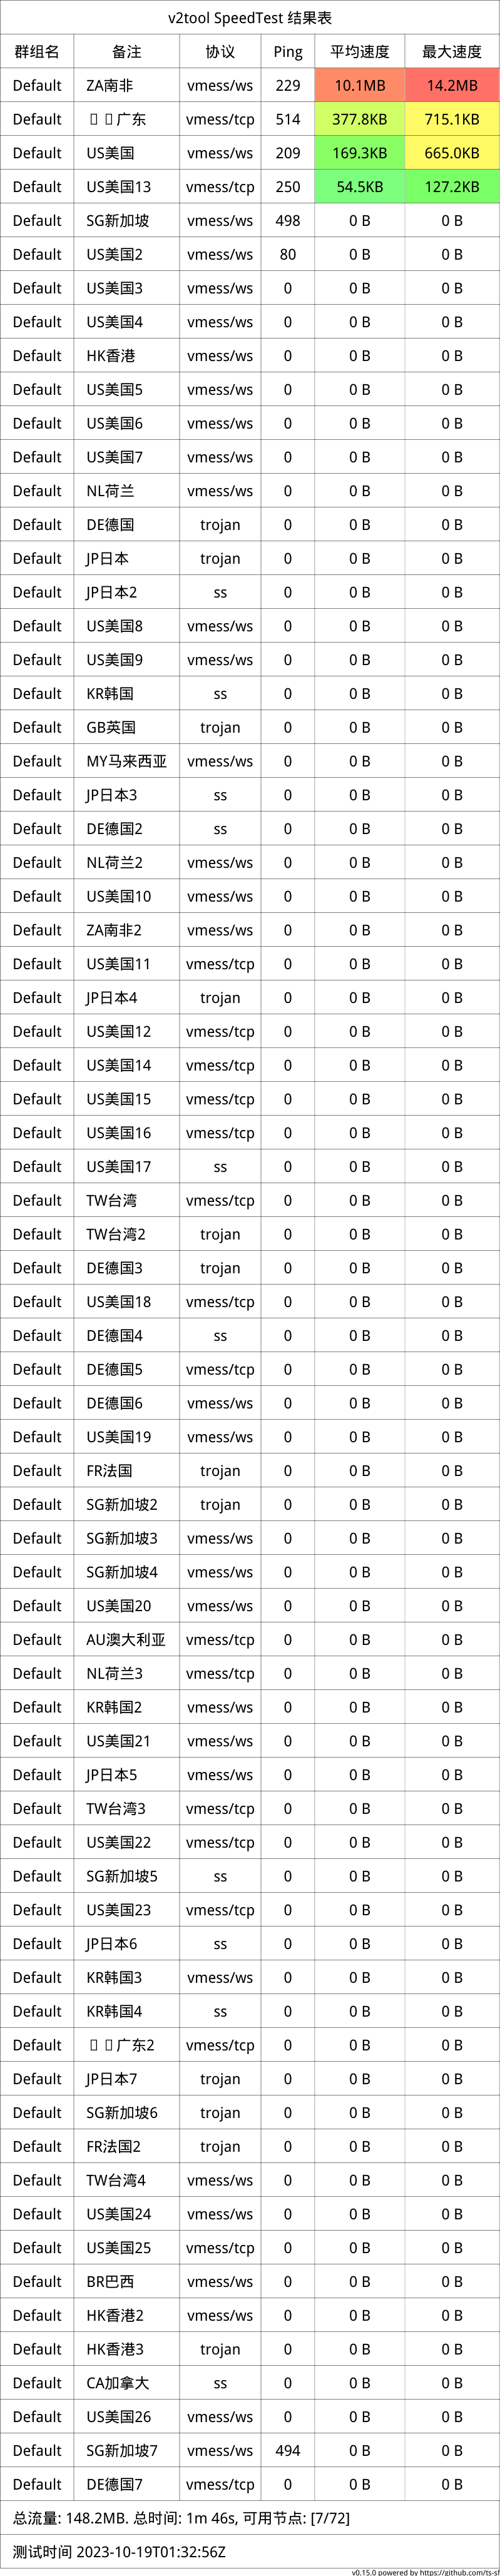 v2tool SpeedTest 结果表
群组名 备注 协议 Ping 平均速度 最大速度
Default ZA南非 vmess/ws 229 10.1MB 14.2MB
Default 广东 vmess/tcp 514 377.8KB 715.1KB
Default US美国 vmess/ws 209 169.3KB 665.0KB
Default US美国13 vmess/tcp 250 54.5KB 127.2KB
Default SG新加坡 vmess/ws 498 0 B 0 B
Default US美国2 vmess/ws 80 0 B 0 B
Default US美国3 vmess/ws 0 0 B 0 B
Default US美国4 vmess/ws 0 0 B 0 B
Default HK香港 vmess/ws 0 0 B 0 B
Default US美国5 vmess/ws 0 0 B 0 B
Default US美国6 vmess/ws 0 0 B 0 B
Default US美国7 vmess/ws 0 0 B 0 B
Default NL荷兰 vmess/ws 0 0 B 0 B
Default DE德国 trojan 0 0 B 0 B
Default JP日本 trojan 0 0 B 0 B
Default JP日本2 ss 0 0 B 0 B
Default US美国8 vmess/ws 0 0 B 0 B
Default US美国9 vmess/ws 0 0 B 0 B
Default KR韩国 ss 0 0 B 0 B
Default GB英国 trojan 0 0 B 0 B
Default MY马来西亚 vmess/ws 0 0 B 0 B
Default JP日本3 ss 0 0 B 0 B
Default DE德国2 ss 0 0 B 0 B
Default NL荷兰2 vmess/ws 0 0 B 0 B
Default US美国10 vmess/ws 0 0 B 0 B
Default ZA南非2 vmess/ws 0 0 B 0 B
Default US美国11 vmess/tcp 0 0 B 0 B
Default JP日本4 trojan 0 0 B 0 B
Default US美国12 vmess/tcp 0 0 B 0 B
Default US美国14 vmess/tcp 0 0 B 0 B
Default US美国15 vmess/tcp 0 0 B 0 B
Default US美国16 vmess/tcp 0 0 B 0 B
Default US美国17 ss 0 0 B 0 B
Default TW台湾 vmess/tcp 0 0 B 0 B
Default TW台湾2 trojan 0 0 B 0 B
Default DE德国3 trojan 0 0 B 0 B
Default US美国18 vmess/tcp 0 0 B 0 B
Default DE德国4 ss 0 0 B 0 B
Default DE德国5 vmess/tcp 0 0 B 0 B
Default DE德国6 vmess/ws 0 0 B 0 B
Default US美国19 vmess/ws 0 0 B 0 B
Default FR法国 trojan 0 0 B 0 B
Default SG新加坡2 trojan 0 0 B 0 B
Default SG新加坡3 vmess/ws 0 0 B 0 B
Default SG新加坡4 vmess/ws 0 0 B 0 B
Default US美国20 vmess/ws 0 0 B 0 B
Default AU澳大利亚 vmess/tcp 0 0 B 0 B
Default NL荷兰3 vmess/tcp 0 0 B 0 B
Default KR韩国2 vmess/ws 0 0 B 0 B
Default US美国21 vmess/ws 0 0 B 0 B
Default JP日本5 vmess/ws 0 0 B 0 B
Default TW台湾3 vmess/tcp 0 0 B 0 B
Default US美国22 vmess/tcp 0 0 B 0 B
Default SG新加坡5 ss 0 0 B 0 B
Default US美国23 vmess/tcp 0 0 B 0 B
Default JP日本6 ss 0 0 B 0 B
Default KR韩国3 vmess/ws 0 0 B 0 B
Default KR韩国4 ss 0 0 B 0 B
Default 广东2 vmess/tcp 0 0 B 0 B
Default JP日本7 trojan 0 0 B 0 B
Default SG新加坡6 trojan 0 0 B 0 B
Default FR法国2 trojan 0 0 B 0 B
Default TW台湾4 vmess/ws 0 0 B 0 B
Default US美国24 vmess/ws 0 0 B 0 B
Default US美国25 vmess/tcp 0 0 B 0 B
Default BR巴西 vmess/ws 0 0 B 0 B
Default HK香港2 vmess/ws 0 0 B 0 B
Default HK香港3 trojan 0 0 B 0 B
Default CA加拿大 ss 0 0 B 0 B
Default US美国26 vmess/ws 0 0 B 0 B
Default SG新加坡7 vmess/ws 494 0 B 0 B
Default DE德国7 vmess/tcp 0 0 B 0 B
总流量: 148.2MB. 总时间: 1m 46s, 可用节点: [7/72]
测试时间 2023-10-19T01:32:56Z
v0.15.0 powered by https://github.com/ts-sl